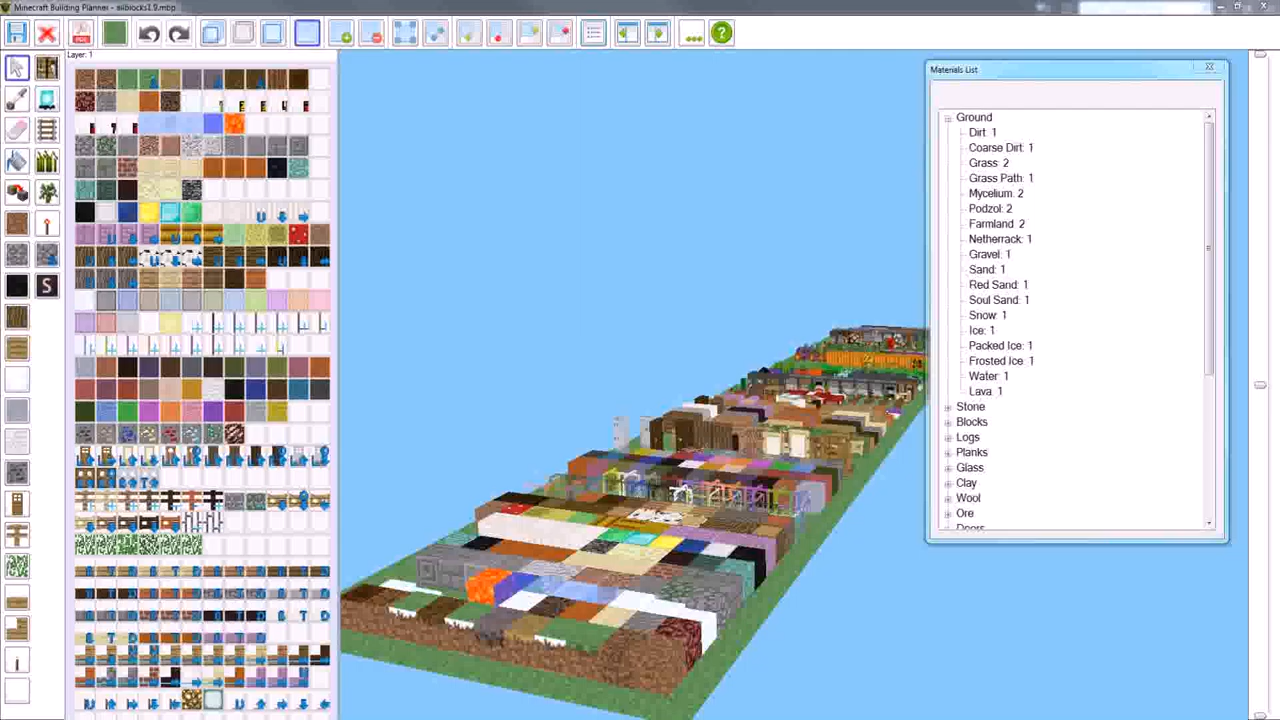 Minecraft Building Planner - allblocks1.9.mbp
Layer: 1
Materials List
Ground
Dirt 1
Coarse Dirt: 1
Grass: 2
Grass Path: 1
Mycelium: 2
Podzol: 2
Farmland 2
Netherrack: 1
Gravel: 1
Sand: 1
Red Sand: 1
Soul Sand: 1
Snow: 1
Ice: 1
Packed Ice: 1
Frosted Ice 1
Water 1
Lava 1
Stone
Blocks
Logs
Planks
Glass
Clay
Wool
Ore
Doors
S